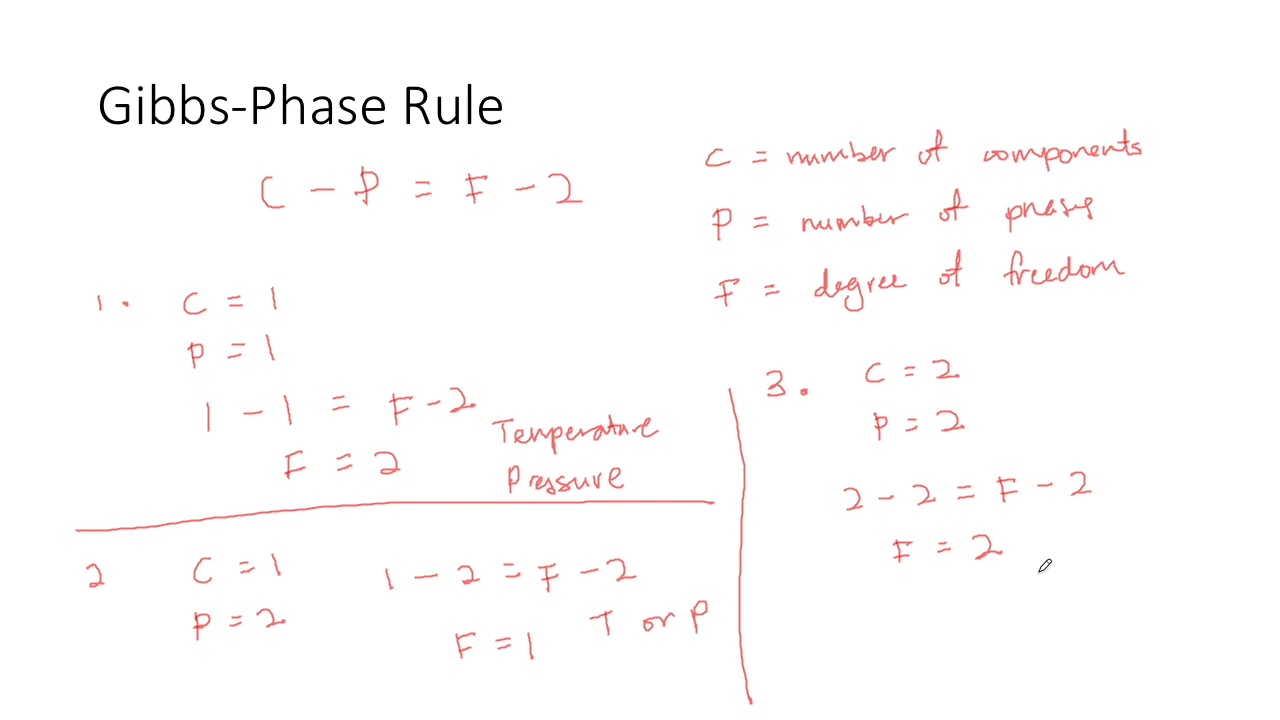 Gibbs-Phase Rule
C - P = F - 2
C = number of components
P = number of phases
F = degree of freedom
1. C = 1
P = 1
1 - 1 = F - 2
F = 2
Temperature
Pressure
2 C = 1
P = 2
1 - 2 = F - 2
F = 1 T or P
3. C = 2
P = 2
2 - 2 = F - 2
F = 2